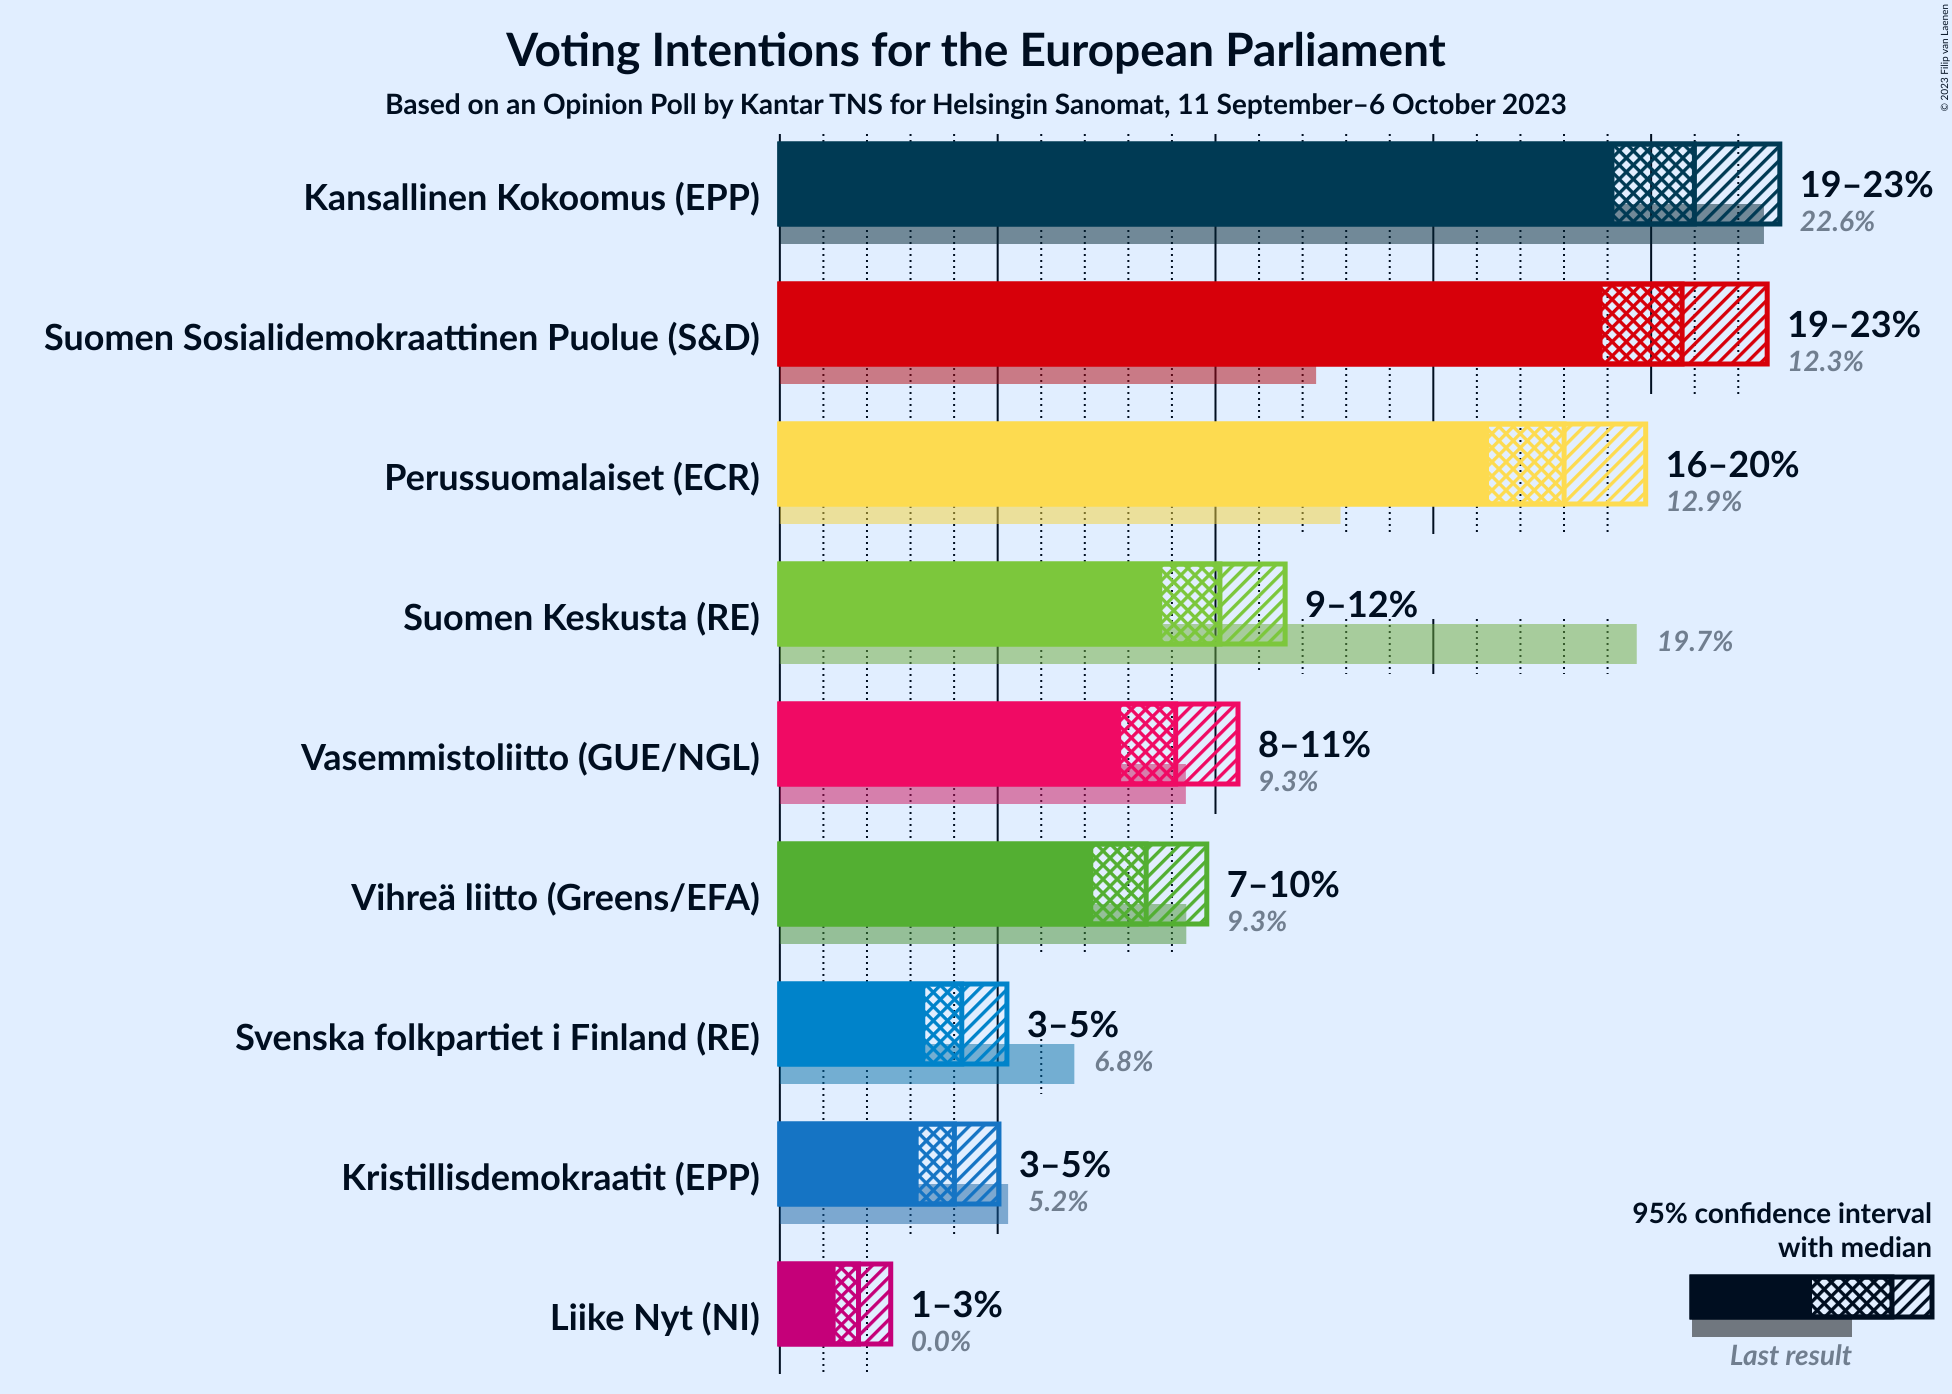 Voting Intentions for the European Parliament
Based on an Opinion Poll by Kantar TNS for Helsingin Sanomat, 11 September–6 October 2023
© 2023 Filip van Laenen
Kansallinen Kokoomus (EPP)
19–23%
22.6%
Suomen Sosialidemokraattinen Puolue (S&D)
19–23%
12.3%
Perussuomalaiset (ECR)
16–20%
12.9%
Suomen Keskusta (RE)
9–12%
19.7%
Vasemmistoliitto (GUE/NGL)
8–11%
9.3%
Vihreä liitto (Greens/EFA)
7–10%
9.3%
Svenska folkpartiet i Finland (RE)
3–5%
6.8%
Kristillisdemokraatit (EPP)
3–5%
5.2%
Liike Nyt (NI)
1–3%
0.0%
95% confidence interval
with median
Last result